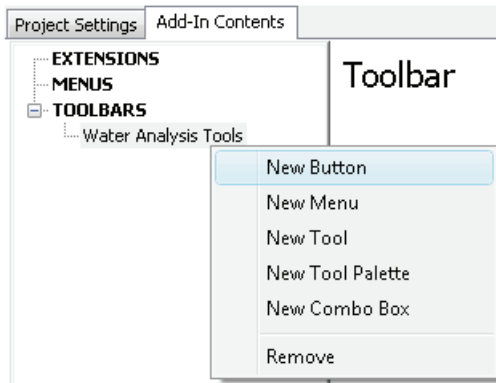 Project Settings Add-In Contents
EXTENSIONS
MENUS
TOOLBARS
Water Analysis Tools
Toolbar
New Button
New Menu
New Tool
New Tool Palette
New Combo Box
Remove